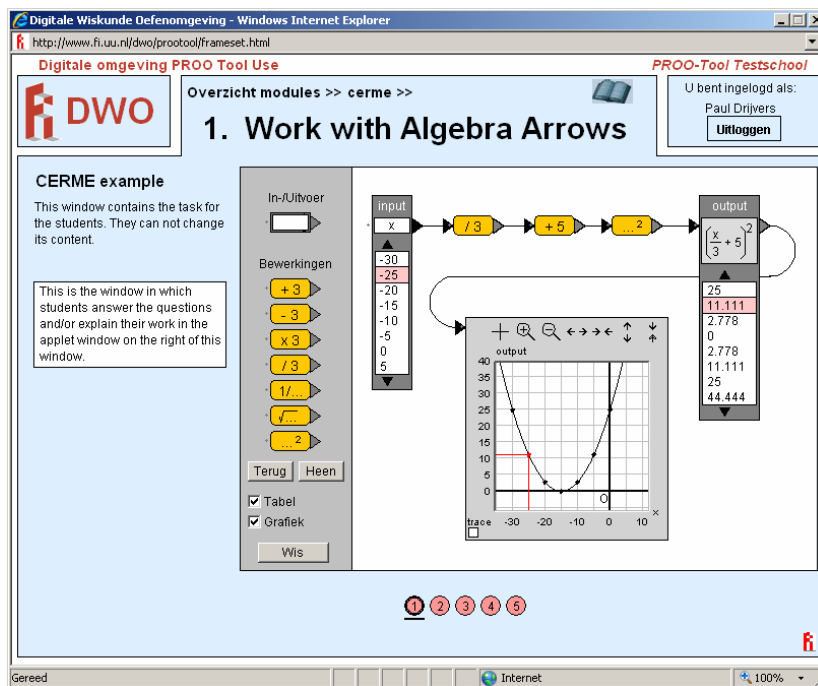 Digitale Wiskunde Oefenomgeving - Windows Internet Explorer
http://www.fi.uu.nl/dwo/prootool/frameset.html
Digitale omgeving PROO Tool Use
PROO-Tool Testschool
Fi DWO
Overzicht modules >> cerme >>
1. Work with Algebra Arrows
U bent ingelogd als:
Paul Drijvers
Uitloggen
CERME example
This window contains the task for
the students. They can not change
its content.
This is the window in which
students answer the questions
and/or explain their work in the
applet window on the right of this
window.
In-/Uitvoer
Bewerkingen
+ 3
- 3
x 3
/ 3
1/...
√...
...²
Terug Heen
Tabel
Grafiek
Wis
input
x
-30
-25
-20
-15
-10
-5
0
5
/ 3
+ 5
...²
output
(x/3 + 5)²
25
11.111
2.778
0
2.778
11.111
25
44.444
output
40
35
30
25
20
15
10
5
0
O
x
trace -30 -20 -10 0 10
1 2 3 4 5
Gereed
Internet
100%